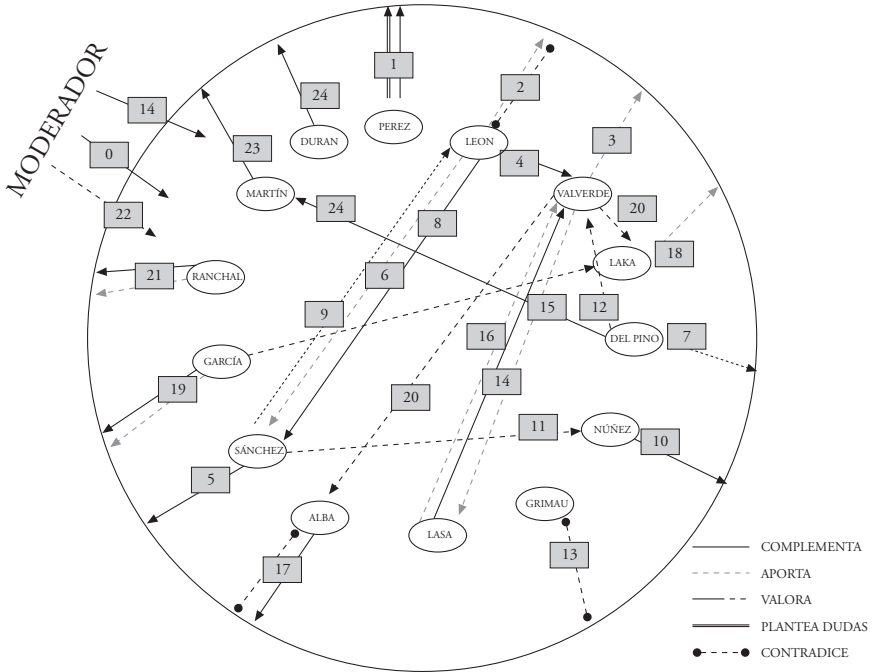 1
2
24
14
3
23
PEREZ
DURAN
LEON
MODERADOR
0
4
MARTÍN
VALVERDE
24
20
22
8
18
LAKA
21
RANCHAL
6
9
15
12
16
DEL PINO
7
GARCÍA
19
14
20
11
NÚÑEZ
10
SÁNCHEZ
5
GRIMAU
ALBA
LASA
13
17
COMPLEMENTA
APORTA
VALORA
PLANTEA DUDAS
CONTRADICE